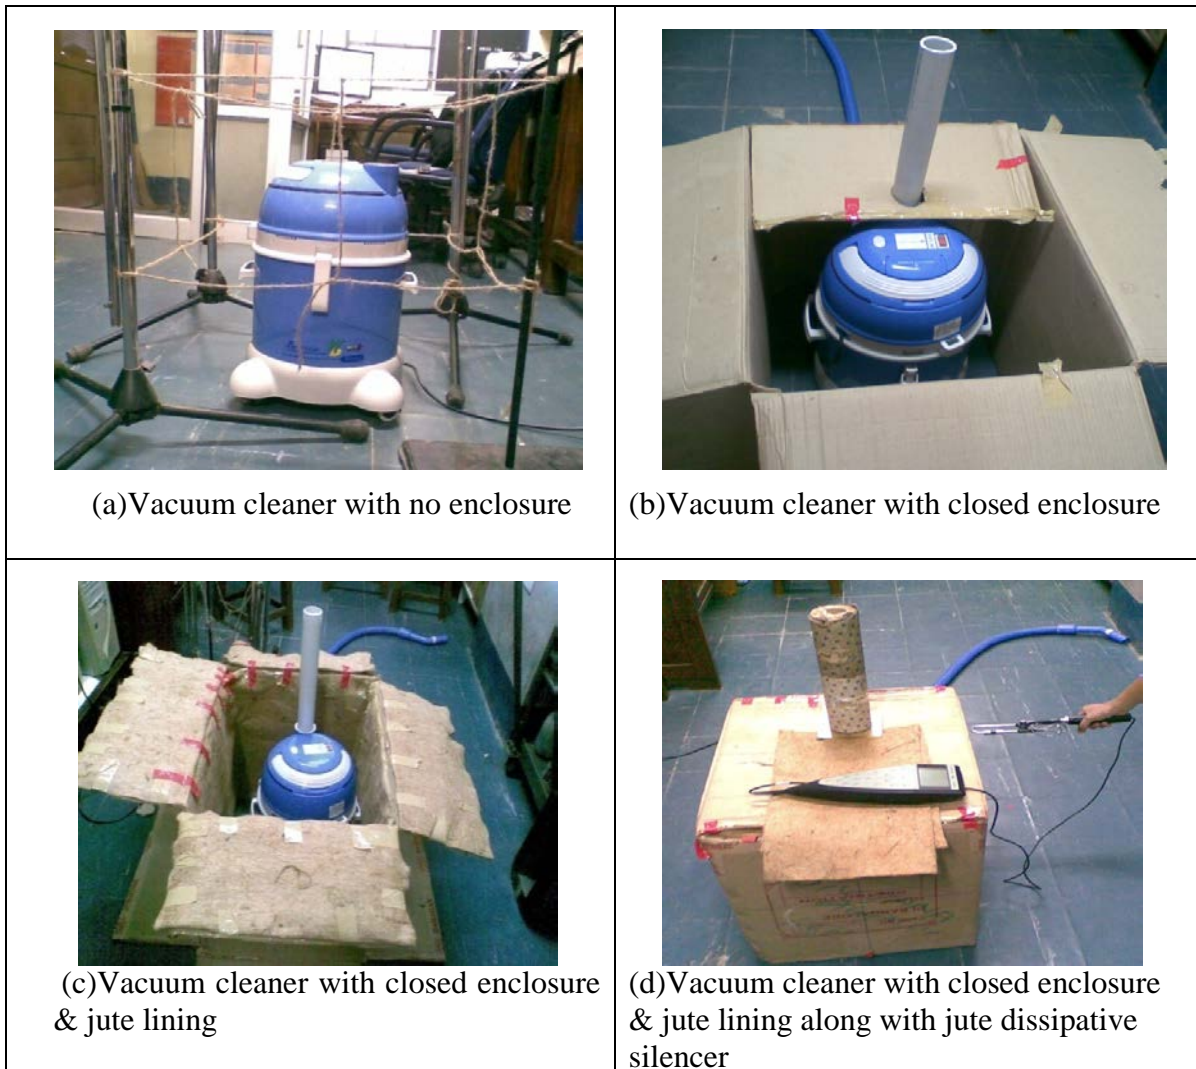 (a)Vacuum cleaner with no enclosure
(b)Vacuum cleaner with closed enclosure
(c)Vacuum cleaner with closed enclosure
& jute lining
(d)Vacuum cleaner with closed enclosure
& jute lining along with jute dissipative
silencer